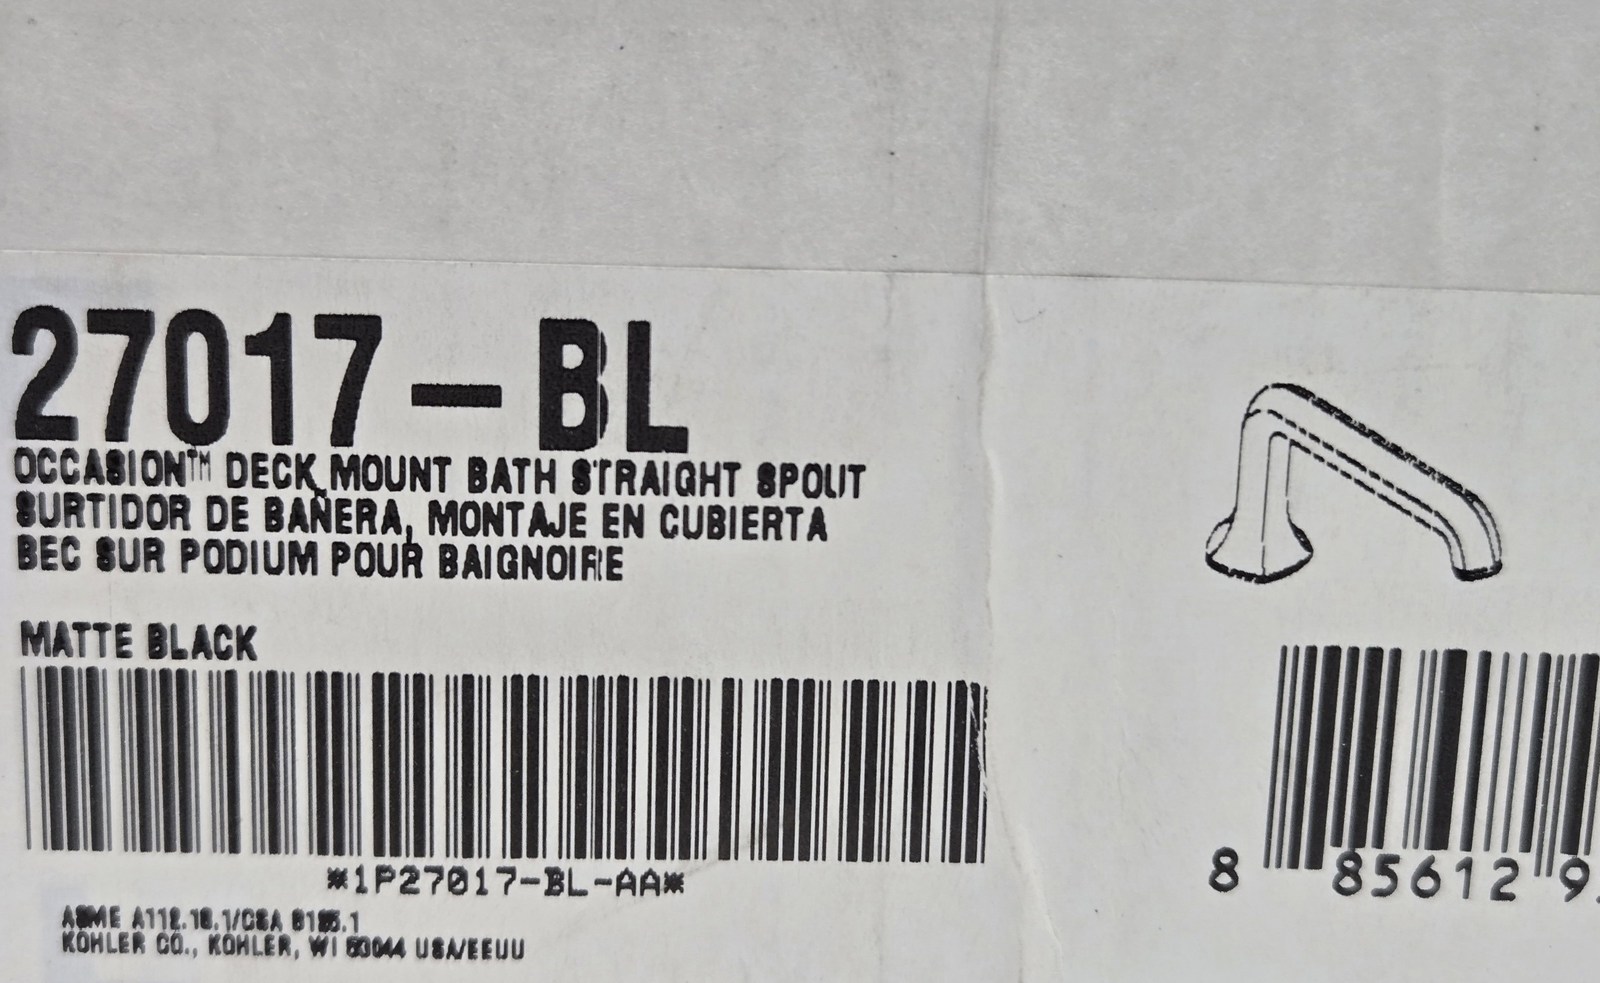 27017-BL
OCCASION™ DECK MOUNT BATH STRAIGHT SPOUT
SURTIDOR DE BAÑERA, MONTAJE EN CUBIERTA
BEC SUR PODIUM POUR BAIGNOIRE
MATTE BLACK
*1P27017-BL-AA*
8 85612 9
ASME A112.18.1/CSA B125.1
KOHLER CO., KOHLER, WI 53044 USA/EEUU